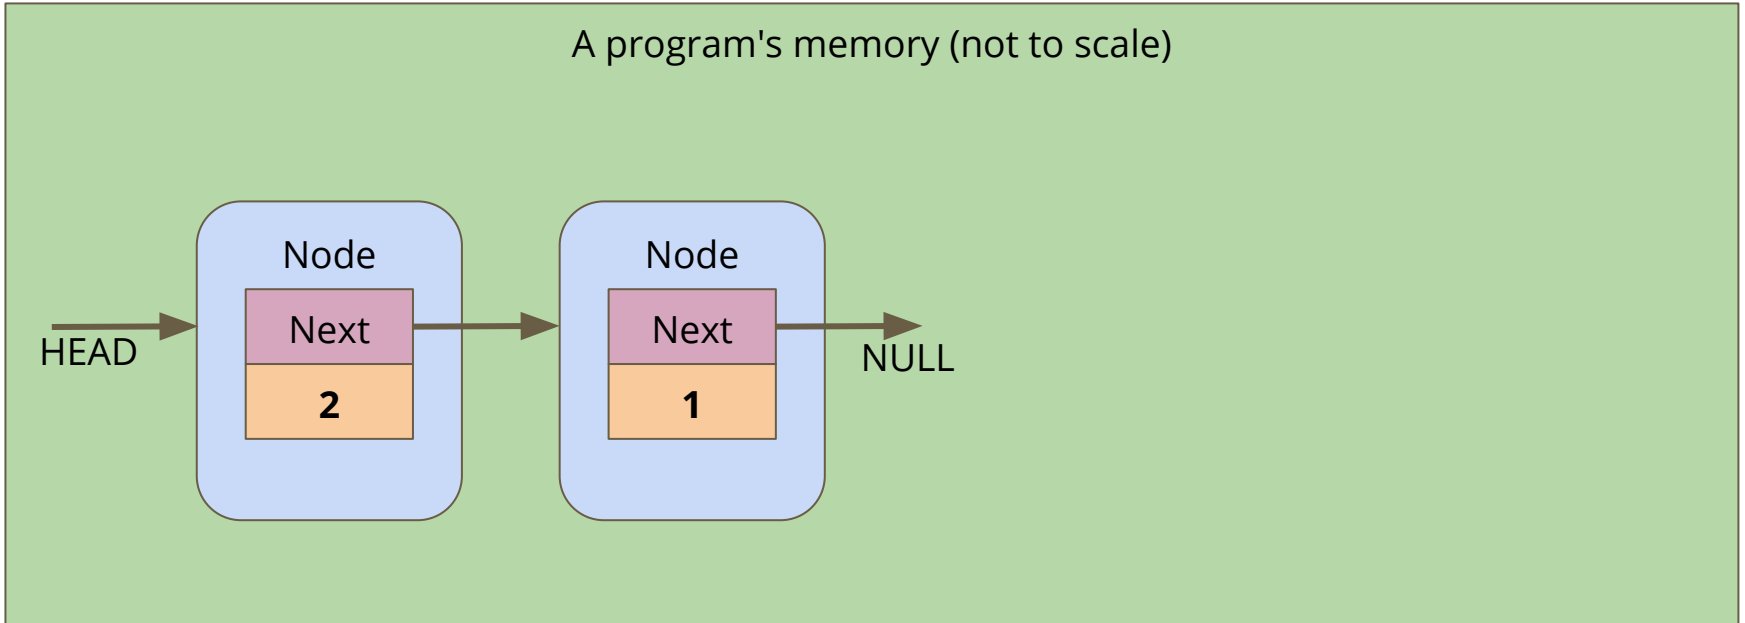 A program's memory (not to scale)
Node
Node
Next
Next
HEAD
NULL
2
1